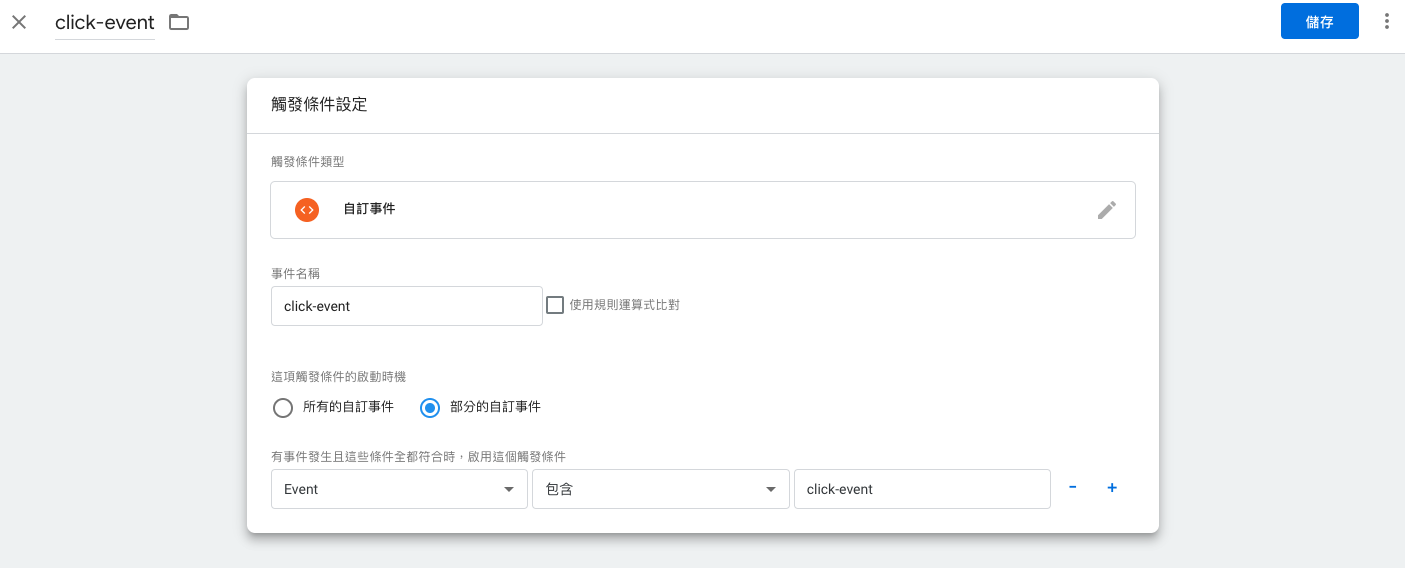 click-event
儲存
觸發條件設定
觸發條件類型
自訂事件
事件名稱
click-event
使用規則運算式比對
這項觸發條件的啟動時機
所有的自訂事件
部分的自訂事件
有事件發生且這些條件全都符合時，啟用這個觸發條件
Event
包含
click-event